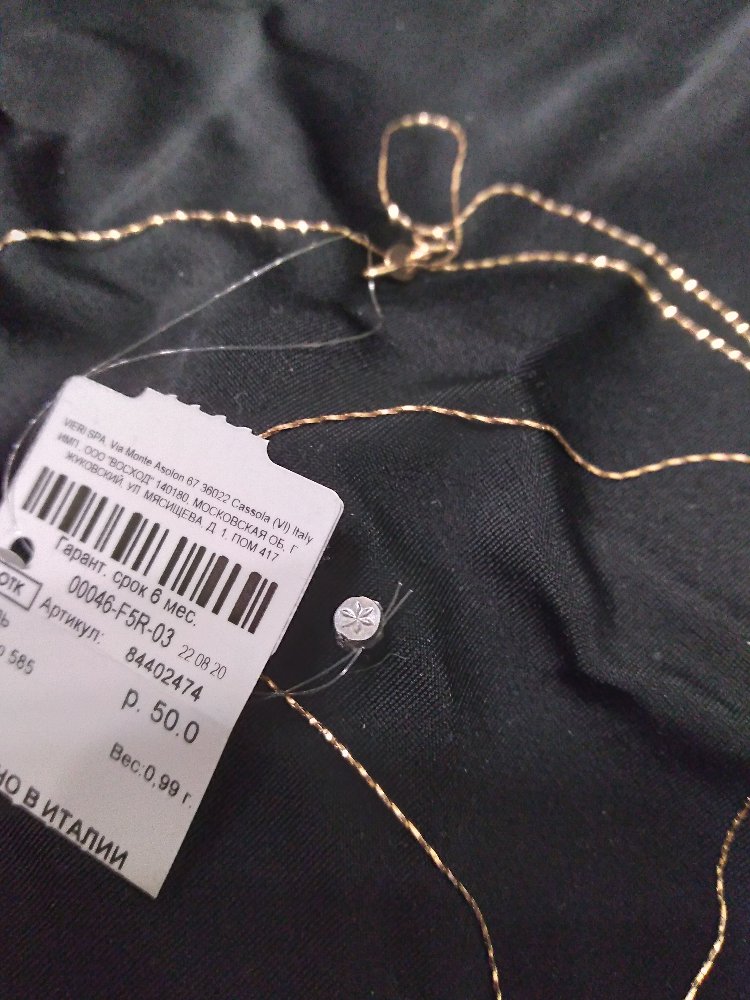 VIERI SPA. Via Monte Asolon 67 36022 Cassola (VI) Italy
ИМП. ООО "ВОСХОД" 140180, МОСКОВСКАЯ ОБ, Г
ЖУКОВСКИЙ, УЛ. МЯСИЩЕВА, Д. 1, ПОМ 417
Гарант. срок 6 мес.
00046-F5R-03 22 08 20
ОТК
Артикул: 84402474
585
р. 50.0
Вес:0,99 г.
НО В ИТАЛИИ